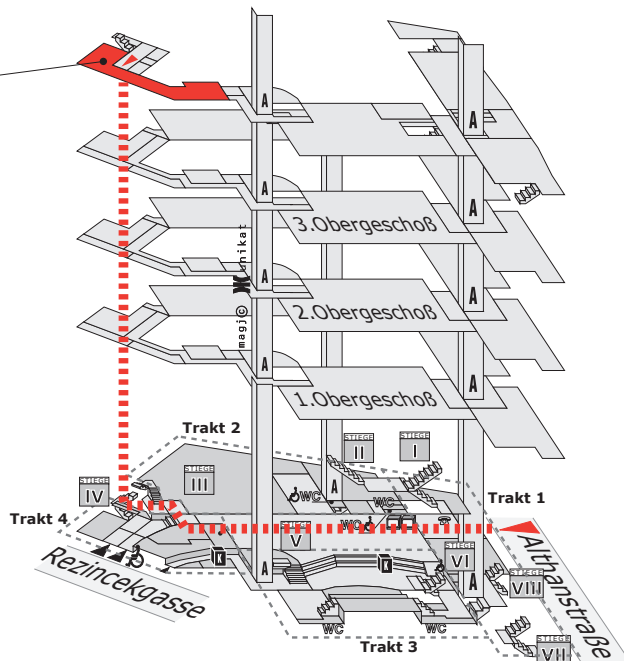 A
A
A
3.Obergeschoß
A
A
magi© unikat
2.Obergeschoß
A
A
1.Obergeschoß
A
A
Trakt 2
STIEGE
II
STIEGE
I
STIEGE
III
STIEGE
IV
WC
A
WC
Trakt 1
Trakt 4
STIEGE
V
WC
Althanstraße
Rezincekgasse
K
K
STIEGE
VI
A
A
STIEGE
VIII
WC
WC
Trakt 3
STIEGE
VII